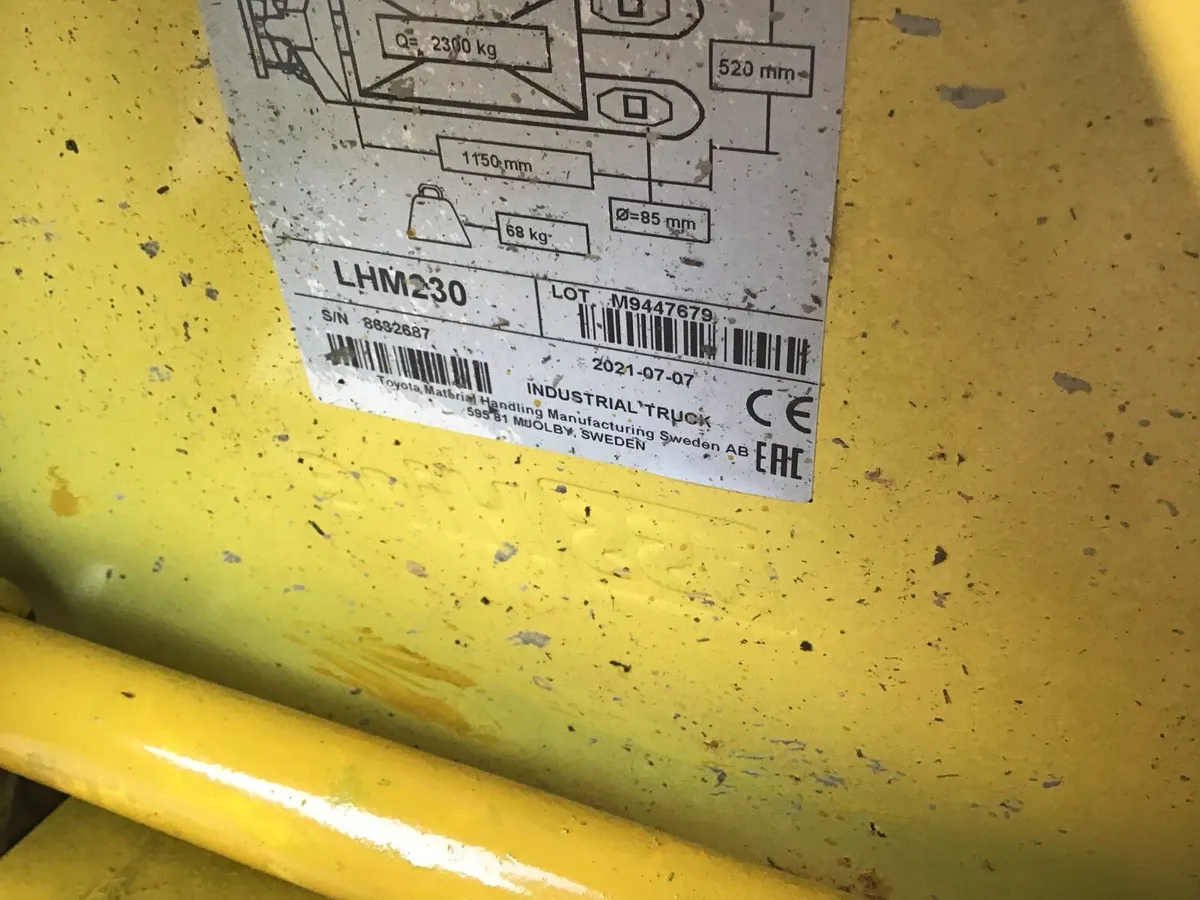 Q= 2300 kg
520 mm
1150 mm
Ø=85 mm
68 kg
LHM230
LOT M9447679
S/N 8632687
2021-07-07
INDUSTRIAL TRUCK
CE
Toyota Material Handling Manufacturing Sweden AB
595 81 MJÖLBY, SWEDEN
EAC